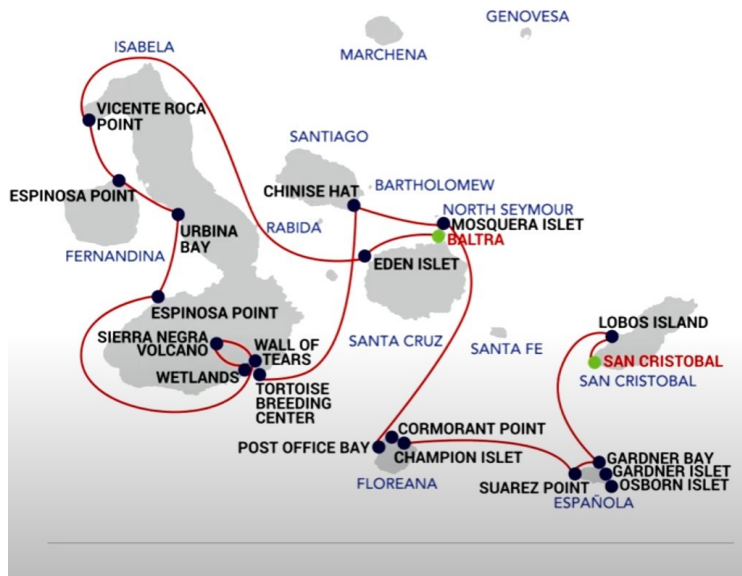 GENOVESA
ISABELA
MARCHENA
VICENTE ROCA
POINT
SANTIAGO
ESPINOSA POINT
CHINISE HAT
BARTHOLOMEW
NORTH SEYMOUR
MOSQUERA ISLET
BALTRA
URBINA
BAY
RABIDA
FERNANDINA
EDEN ISLET
ESPINOSA POINT
SIERRA NEGRA
VOLCANO
WALL OF
TEARS
WETLANDS
TORTOISE
BREEDING
CENTER
SANTA CRUZ
SANTA FE
LOBOS ISLAND
SAN CRISTOBAL
SAN CRISTOBAL
CORMORANT POINT
POST OFFICE BAY
CHAMPION ISLET
FLOREANA
GARDNER BAY
GARDNER ISLET
SUAREZ POINT
OSBORN ISLET
ESPAÑOLA